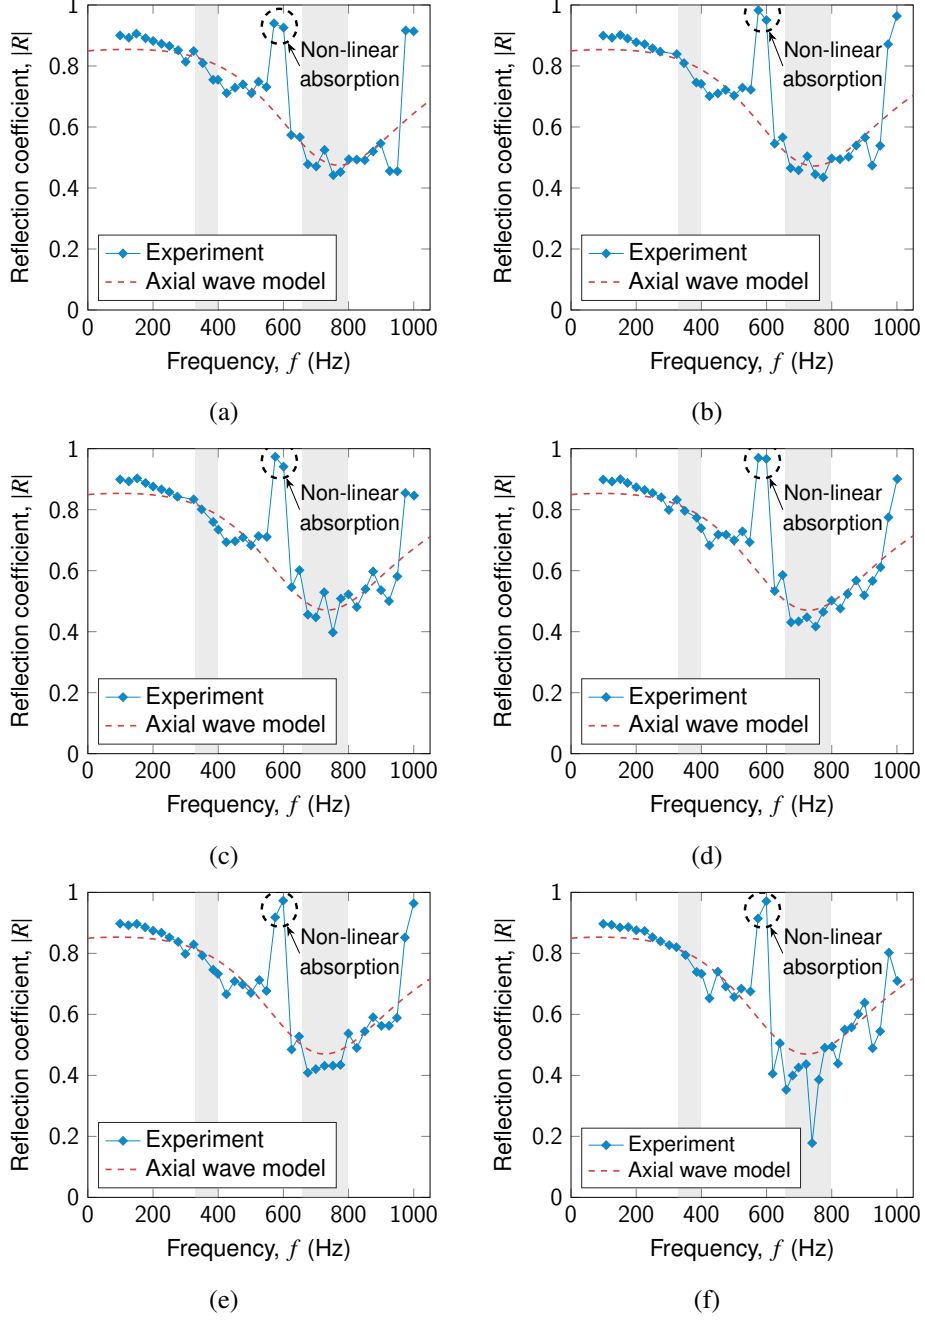 1
0.8
0.6
0.4
0.2
0
Reflection coefficient, |R|
Non-linear
absorption
Experiment
Axial wave model
0 200 400 600 800 1000
Frequency, f (Hz)
(a)
1
0.8
0.6
0.4
0.2
0
Reflection coefficient, |R|
Non-linear
absorption
Experiment
Axial wave model
0 200 400 600 800 1000
Frequency, f (Hz)
(b)
1
0.8
0.6
0.4
0.2
0
Reflection coefficient, |R|
Non-linear
absorption
Experiment
Axial wave model
0 200 400 600 800 1000
Frequency, f (Hz)
(c)
1
0.8
0.6
0.4
0.2
0
Reflection coefficient, |R|
Non-linear
absorption
Experiment
Axial wave model
0 200 400 600 800 1000
Frequency, f (Hz)
(d)
1
0.8
0.6
0.4
0.2
0
Reflection coefficient, |R|
Non-linear
absorption
Experiment
Axial wave model
0 200 400 600 800 1000
Frequency, f (Hz)
(e)
1
0.8
0.6
0.4
0.2
0
Reflection coefficient, |R|
Non-linear
absorption
Experiment
Axial wave model
0 200 400 600 800 1000
Frequency, f (Hz)
(f)